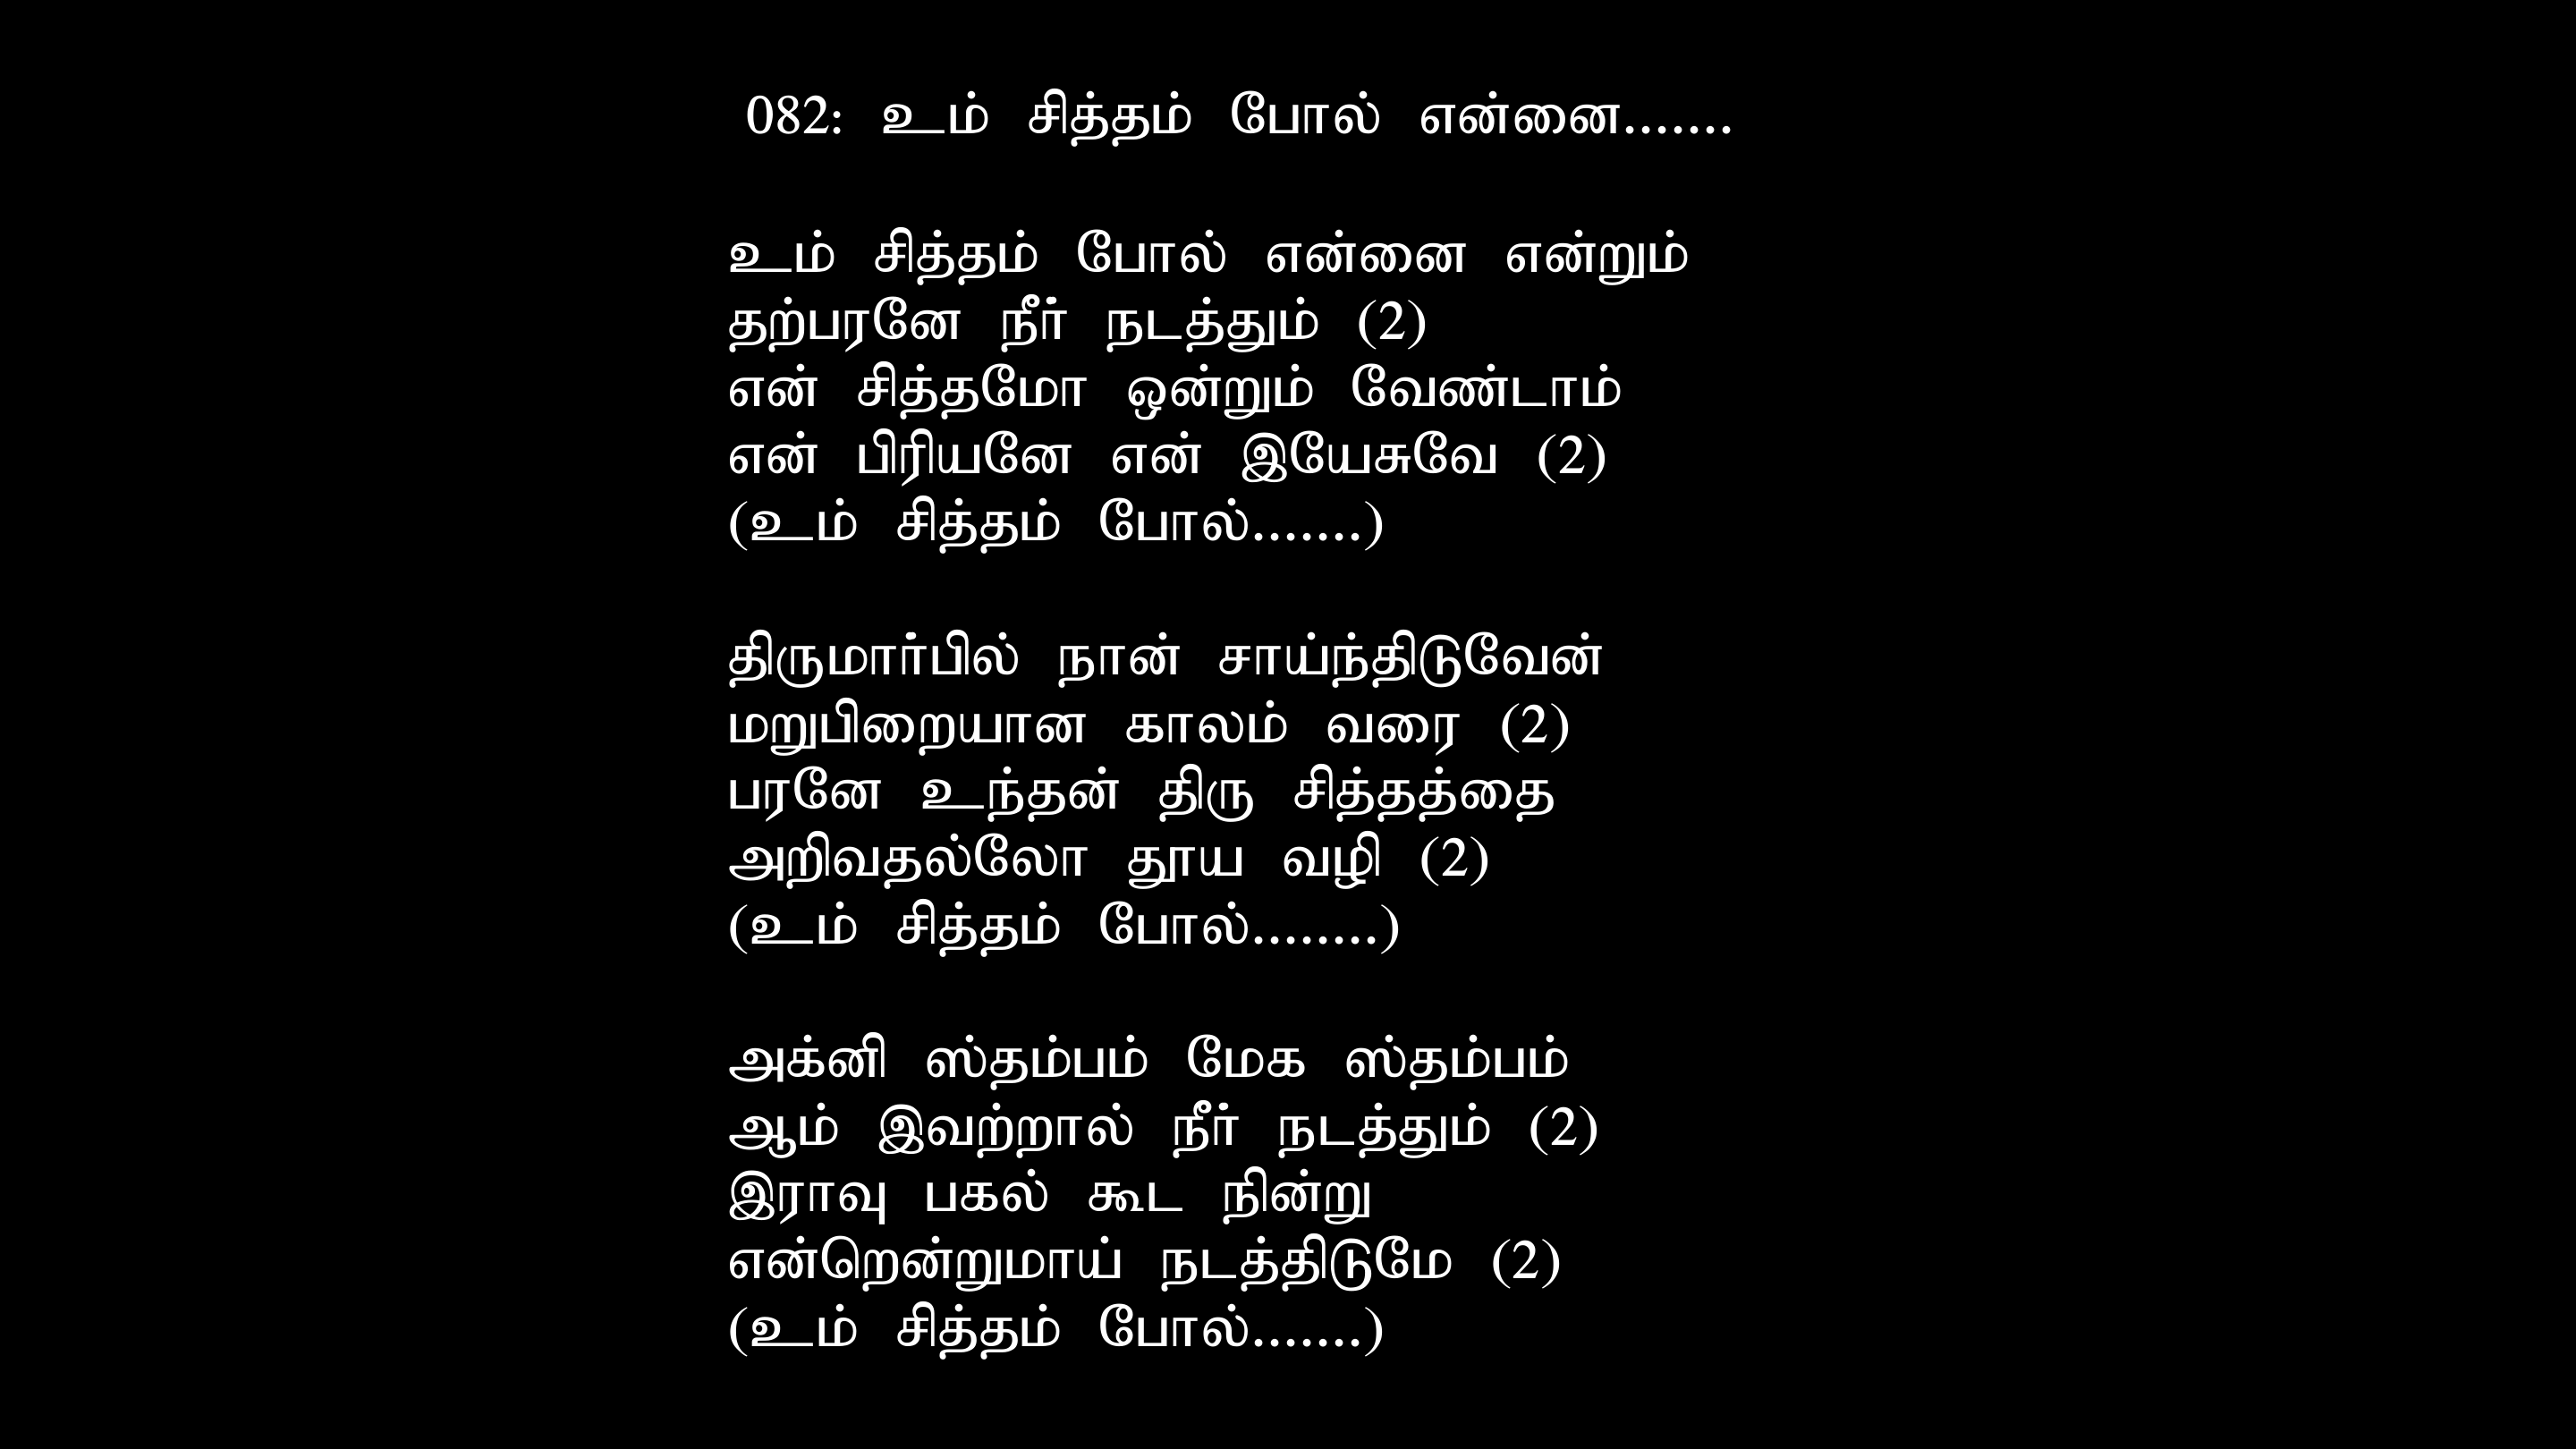 082: உம் சித்தம் போல் என்னை.......
உம் சித்தம் போல் என்னை என்றும்
தற்பரனே நீர் நடத்தும் (2)
என் சித்தமோ ஒன்றும் வேண்டாம்
என் பிரியனே என் இயேசுவே (2)
(உம் சித்தம் போல்.......)
திருமார்பில் நான் சாய்ந்திடுவேன்
மறுபிறையான காலம் வரை (2)
பரனே உந்தன் திரு சித்தத்தை
அறிவதல்லோ தூய வழி (2)
(உம் சித்தம் போல்........)
அக்னி ஸ்தம்பம் மேக ஸ்தம்பம்
ஆம் இவற்றால் நீர் நடத்தும் (2)
இராவு பகல் கூட நின்று
என்றென்றுமாய் நடத்திடுமே (2)
(உம் சித்தம் போல்.......)